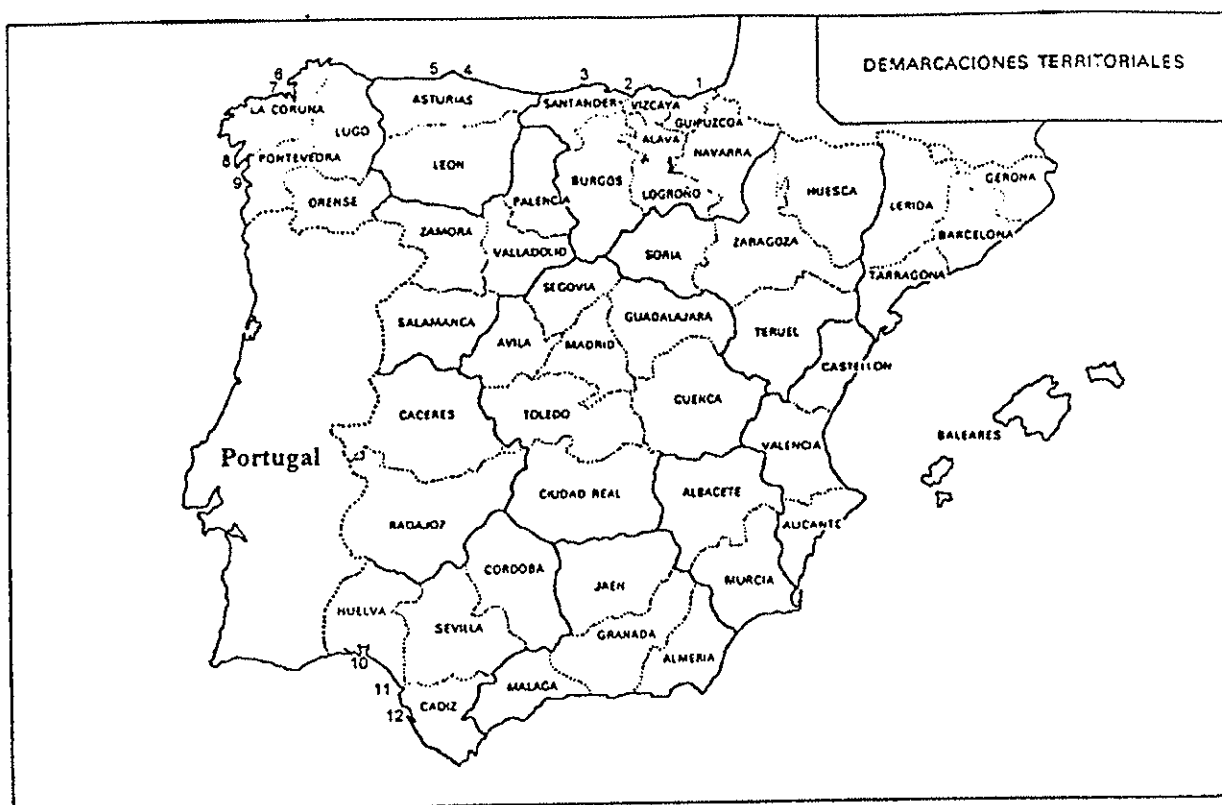 DEMARCACIONES TERRITORIALES
6
7
5 4
3
2
1
LA CORUNA
ASTURIAS
SANTANDER
VIZCAYA
GUIPUZCOA
LUGO
ALAVA
NAVARRA
8
PONTEVEDRA
LEON
BURGOS
HUESCA
GERONA
9
ORENSE
PALENCIA
LOGROÑO
LERIDA
ZAMORA
VALLADOLID
SORIA
ZARAGOZA
BARCELONA
SEGOVIA
TARRAGONA
SALAMANCA
AVILA
MADRID
GUADALAJARA
TERUEL
CASTELLON
CACERES
TOLEDO
CUENCA
BALEARES
Portugal
VALENCIA
CIUDAD REAL
ALBACETE
BADAJOZ
ALICANTE
CORDOBA
JAEN
MURCIA
HUELVA
SEVILLA
GRANADA
10
ALMERIA
11
MALAGA
12
CADIZ